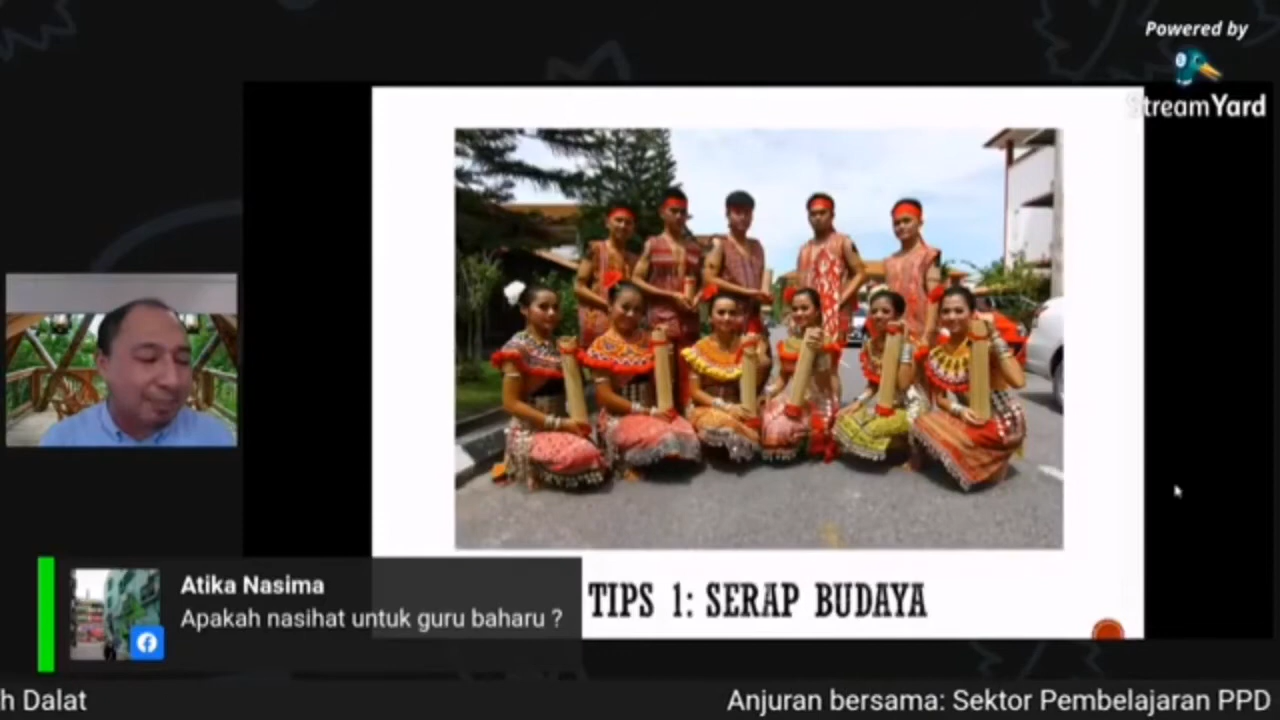 Powered by
StreamYard
TIPS 1: SERAP BUDAYA
Atika Nasima
Apakah nasihat untuk guru baharu ?
h Dalat
Anjuran bersama: Sektor Pembelajaran PPD